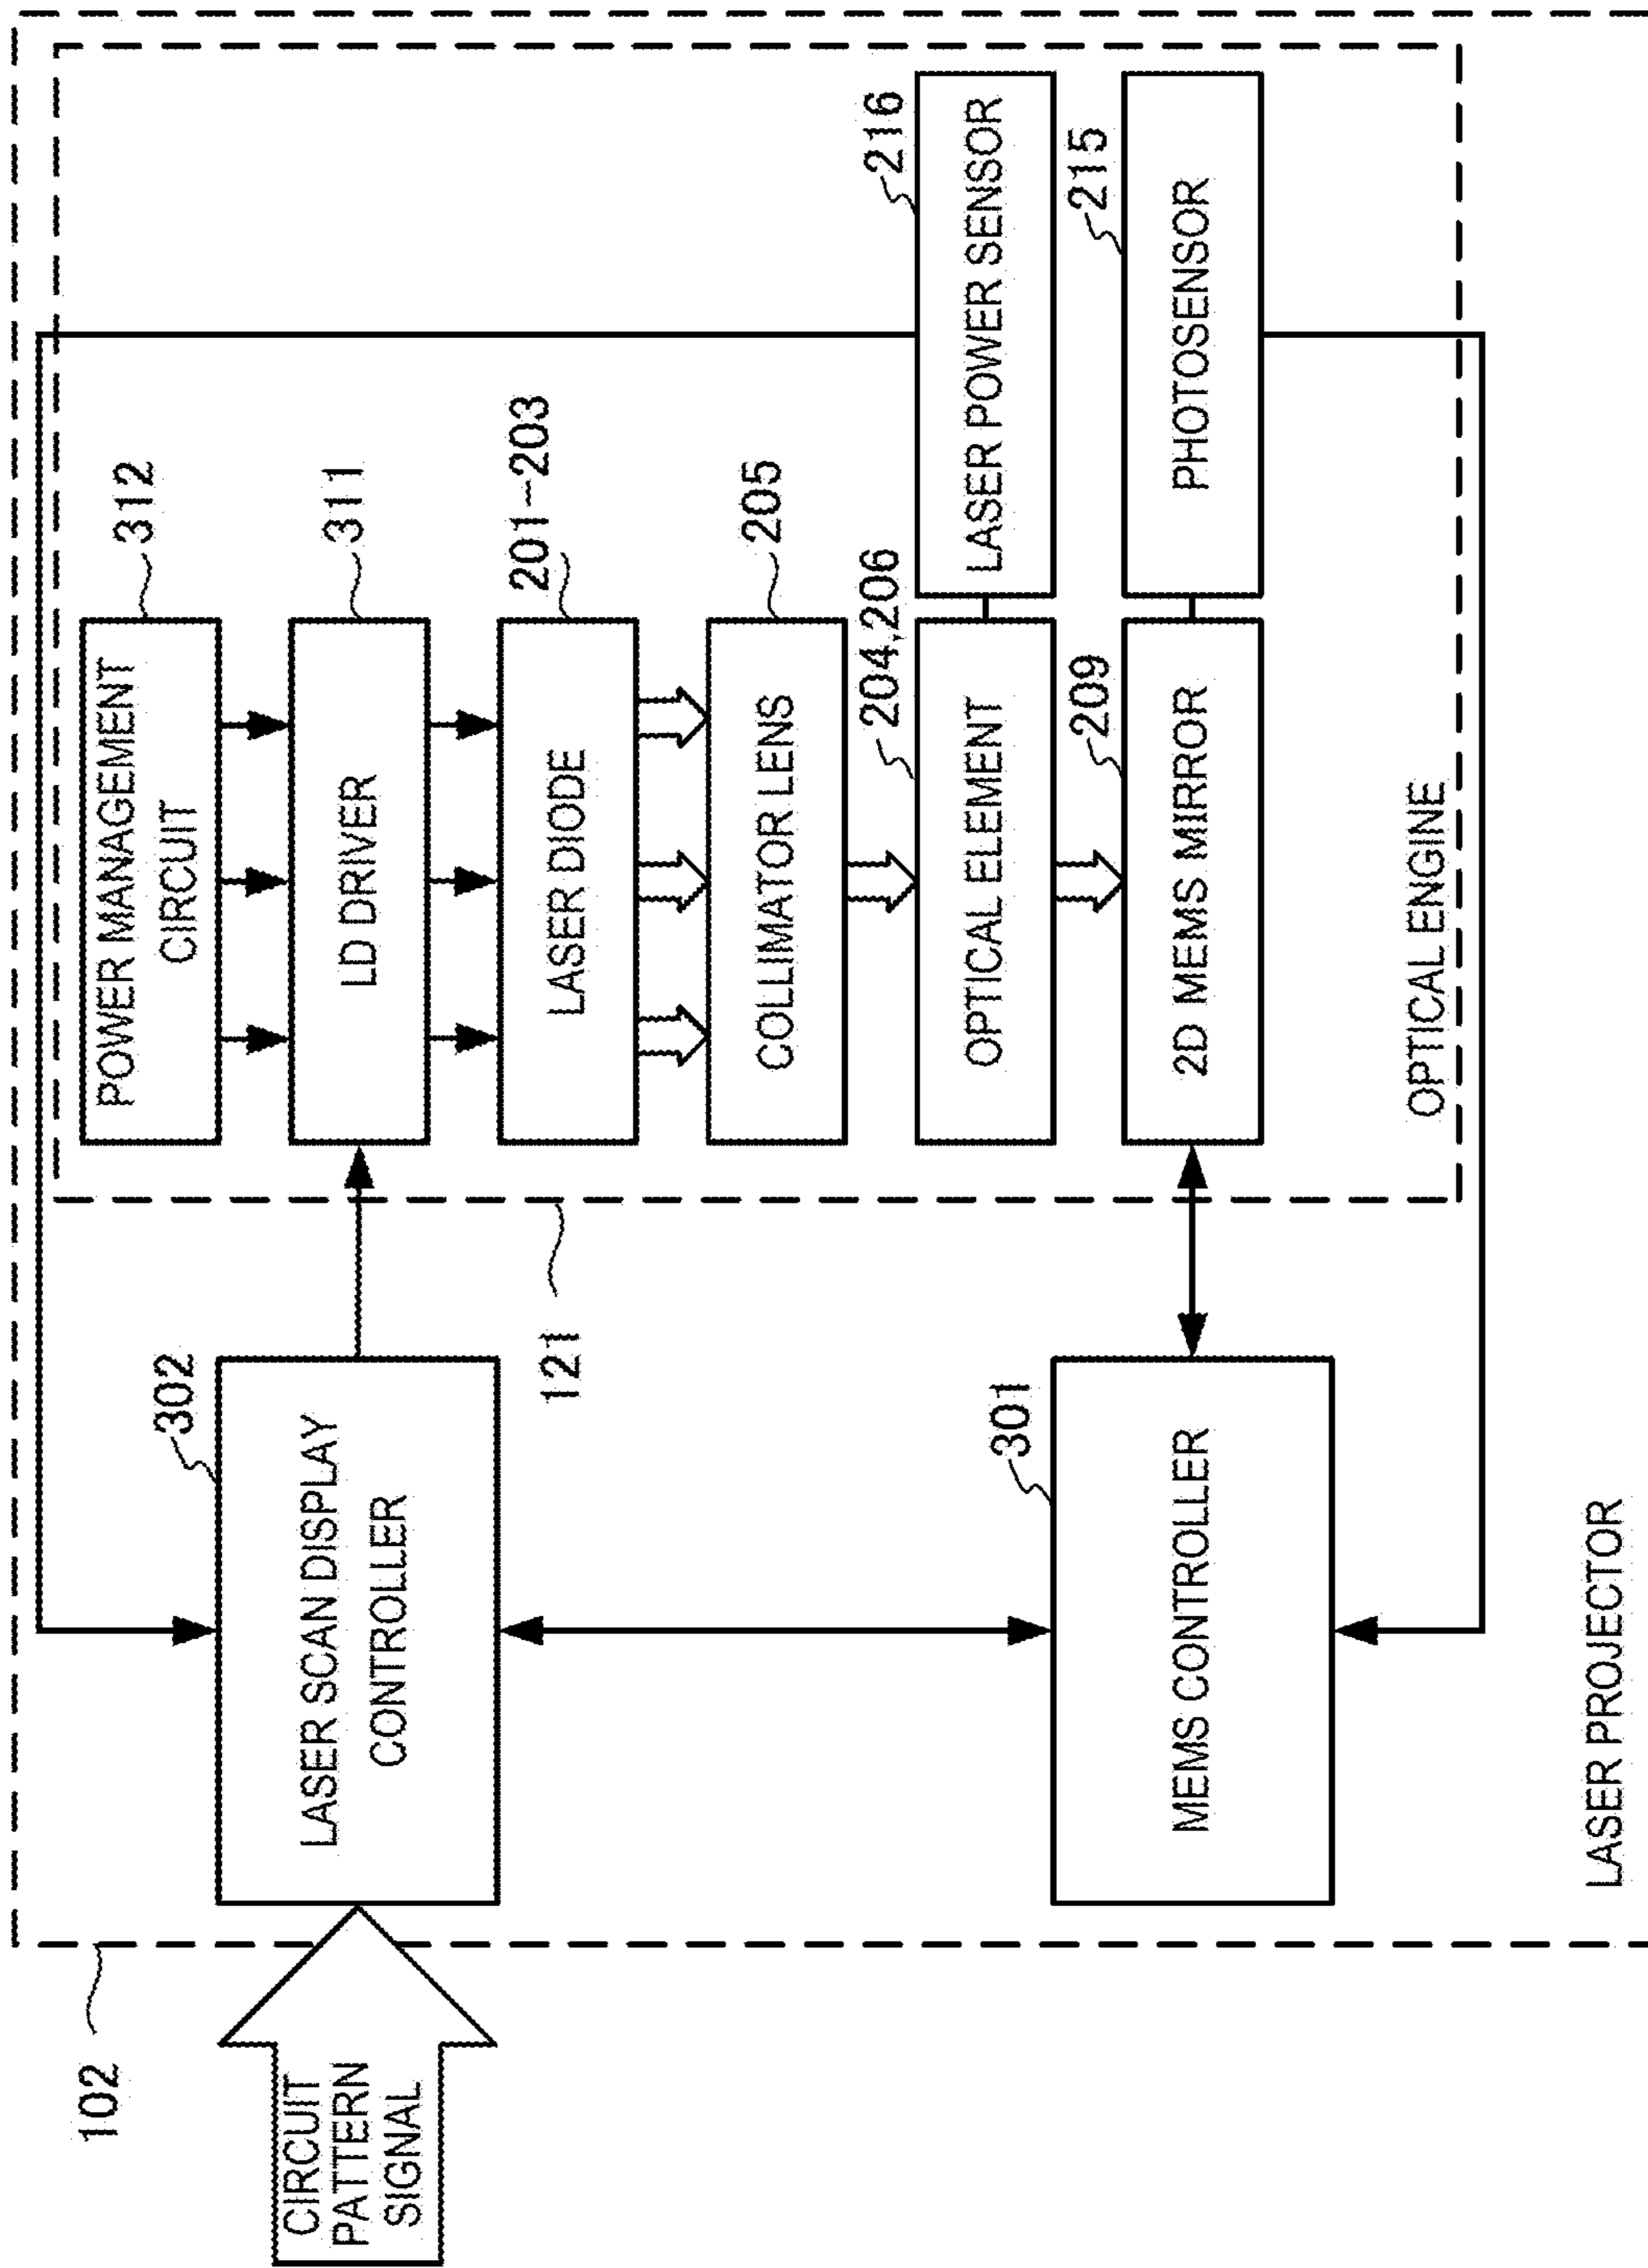 102
CIRCUIT
PATTERN
SIGNAL
302
LASER SCAN DISPLAY
CONTROLLER
301
MEMS CONTROLLER
LASER PROJECTOR
121
POWER MANAGEMENT
CIRCUIT
312
LD DRIVER
311
LASER DIODE
201-203
COLLIMATOR LENS
205
OPTICAL ELEMENT
204,206
LASER POWER SENSOR
216
2D MEMS MIRROR
209
PHOTOSENSOR
215
OPTICAL ENGINE